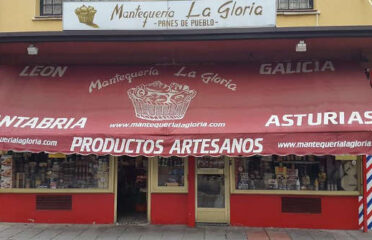 Mantequería La Gloria
- PANES DE PUEBLO -
LEON
Mantequería La Gloria
GALICIA
www.mantequerialagloria.com
ANTABRIA
ASTURIAS
PRODUCTOS ARTESANOS
www.mantequerialagloria.com